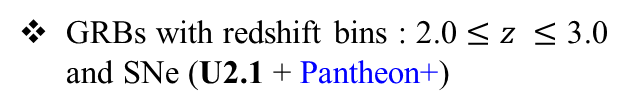 ❖ GRBs with redshift bins : 2.0 ≤ z ≤ 3.0
and SNe (U2.1 + Pantheon+)